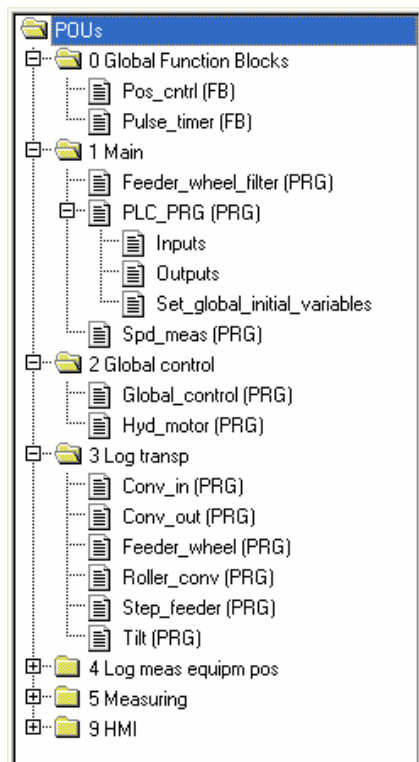 POUs
0 Global Function Blocks
Pos_cntrl (FB)
Pulse_timer (FB)
1 Main
Feeder_wheel_filter (PRG)
PLC_PRG (PRG)
Inputs
Outputs
Set_global_initial_variables
Spd_meas (PRG)
2 Global control
Global_control (PRG)
Hyd_motor (PRG)
3 Log transp
Conv_in (PRG)
Conv_out (PRG)
Feeder_wheel (PRG)
Roller_conv (PRG)
Step_feeder (PRG)
Tilt (PRG)
4 Log meas equipm pos
5 Measuring
9 HMI